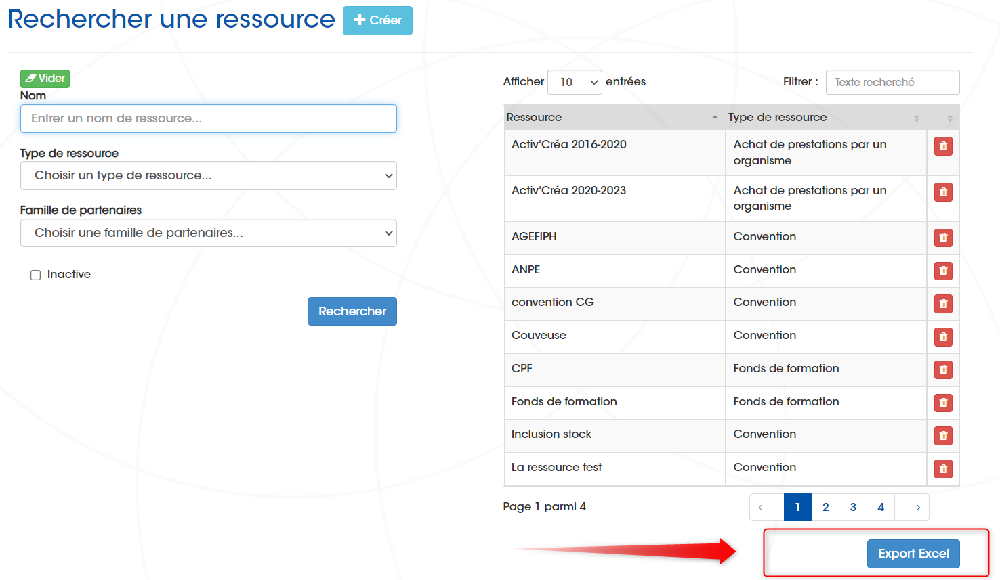 Rechercher une ressource
Créer
Vider
Nom
Entrer un nom de ressource...
Type de ressource
Choisir un type de ressource...
Famille de partenaires
Choisir une famille de partenaires...
Inactive
Rechercher
Afficher 10 entrées
Filtrer : Texte recherché
Ressource Type de ressource
Activ'Créa 2016-2020 Achat de prestations par un
organisme
Activ'Créa 2020-2023 Achat de prestations par un
organisme
AGEFIPH Convention
ANPE Convention
convention CG Convention
Couveuse Convention
CPF Fonds de formation
Fonds de formation Fonds de formation
Inclusion stock Convention
La ressource test Convention
Page 1 parmi 4 ‹ 1 2 3 4 ›
Export Excel